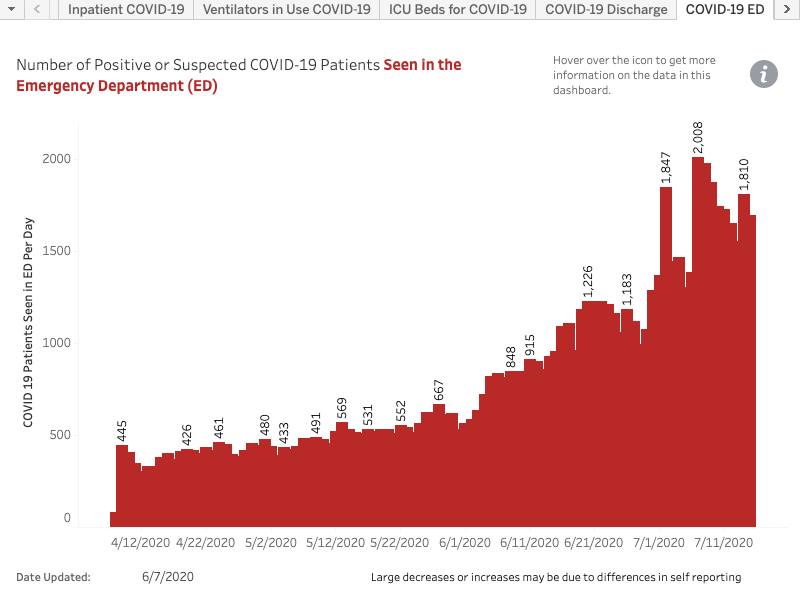 Inpatient COVID-19 Ventilators in Use COVID-19 ICU Beds for COVID-19 COVID-19 Discharge COVID-19 ED
Number of Positive or Suspected COVID-19 Patients Seen in the
Emergency Department (ED)
Hover over the icon to get more
information on the data in this
dashboard.
i
COVID 19 Patients Seen in ED Per Day
2000
1500
1000
500
0
445
426
461
480
433
491
569
531
552
667
848
915
1,226
1,183
1,847
2,008
1,810
4/12/2020 4/22/2020 5/2/2020 5/12/2020 5/22/2020 6/1/2020 6/11/2020 6/21/2020 7/1/2020 7/11/2020
Date Updated: 6/7/2020 Large decreases or increases may be due to differences in self reporting